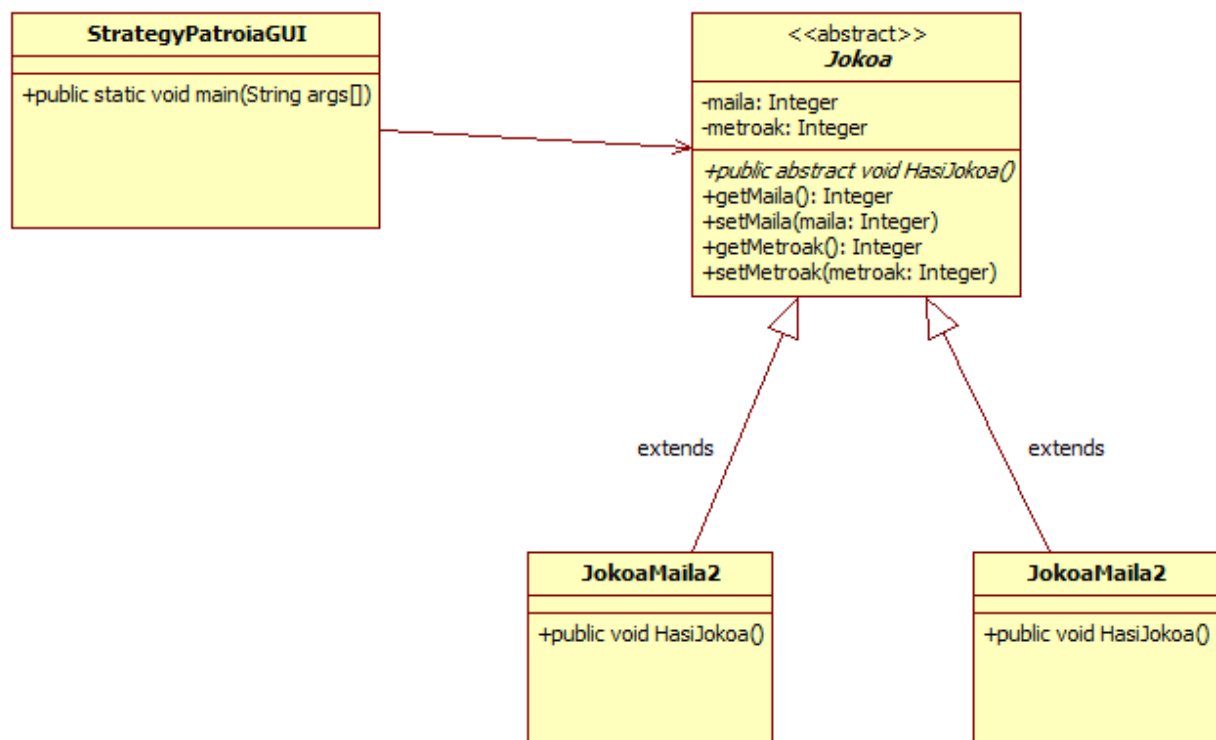 StrategyPatroiaGUI
+public static void main(String args[])
<<abstract>>
Jokoa
-maila: Integer
-metroak: Integer
+public abstract void HasiJokoa()
+getMaila(): Integer
+setMaila(maila: Integer)
+getMetroak(): Integer
+setMetroak(metroak: Integer)
extends
extends
JokoaMaila2
+public void HasiJokoa()
JokoaMaila2
+public void HasiJokoa()